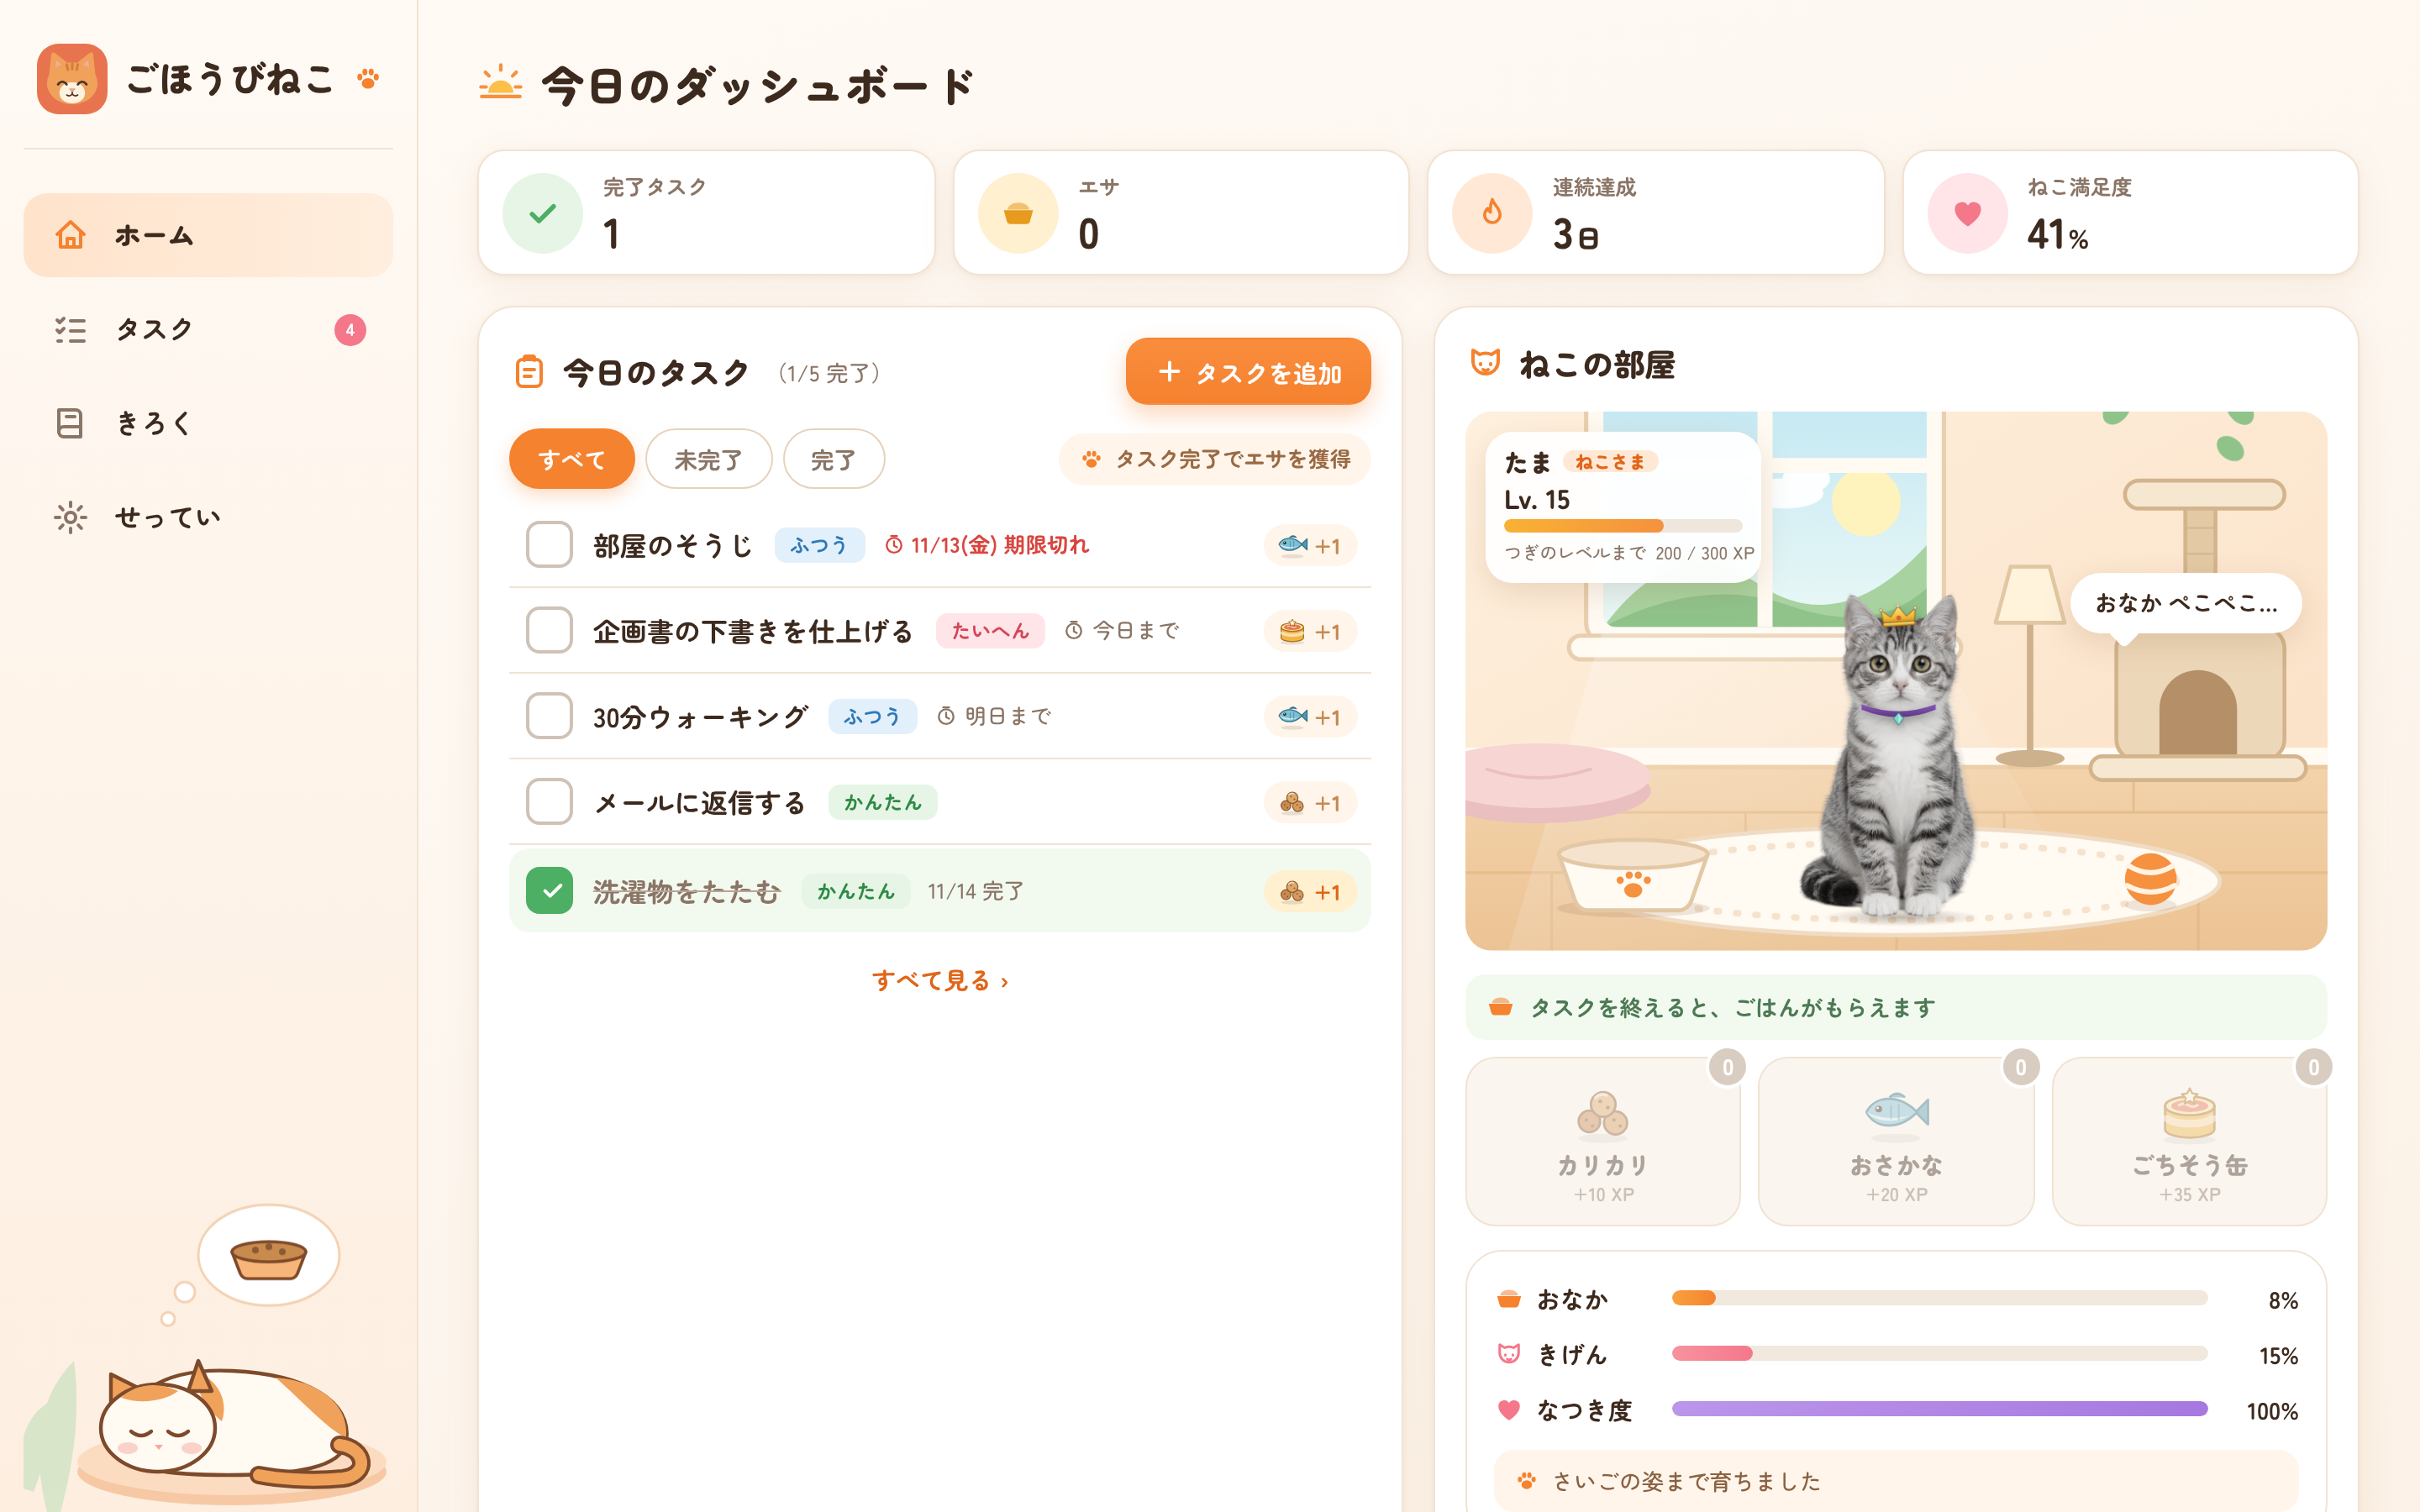 ごほうびねこ
ホーム
タスク 4
きろく
せってい
今日のダッシュボード
完了タスク
1
エサ
0
連続達成
3日
ねこ満足度
41%
今日のタスク （1/5 完了）
＋ タスクを追加
すべて 未完了 完了
タスク完了でエサを獲得
部屋のそうじ ふつう 11/13(金) 期限切れ +1
企画書の下書きを仕上げる たいへん 今日まで +1
30分ウォーキング ふつう 明日まで +1
メールに返信する かんたん +1
洗濯物をたたむ かんたん 11/14 完了 +1
すべて見る ›
ねこの部屋
たま ねこさま
Lv. 15
つぎのレベルまで 200 / 300 XP
おなか ぺこぺこ…
タスクを終えると、ごはんがもらえます
0
カリカリ
+10 XP
0
おさかな
+20 XP
0
ごちそう缶
+35 XP
おなか 8%
きげん 15%
なつき度 100%
さいごの姿まで育ちました